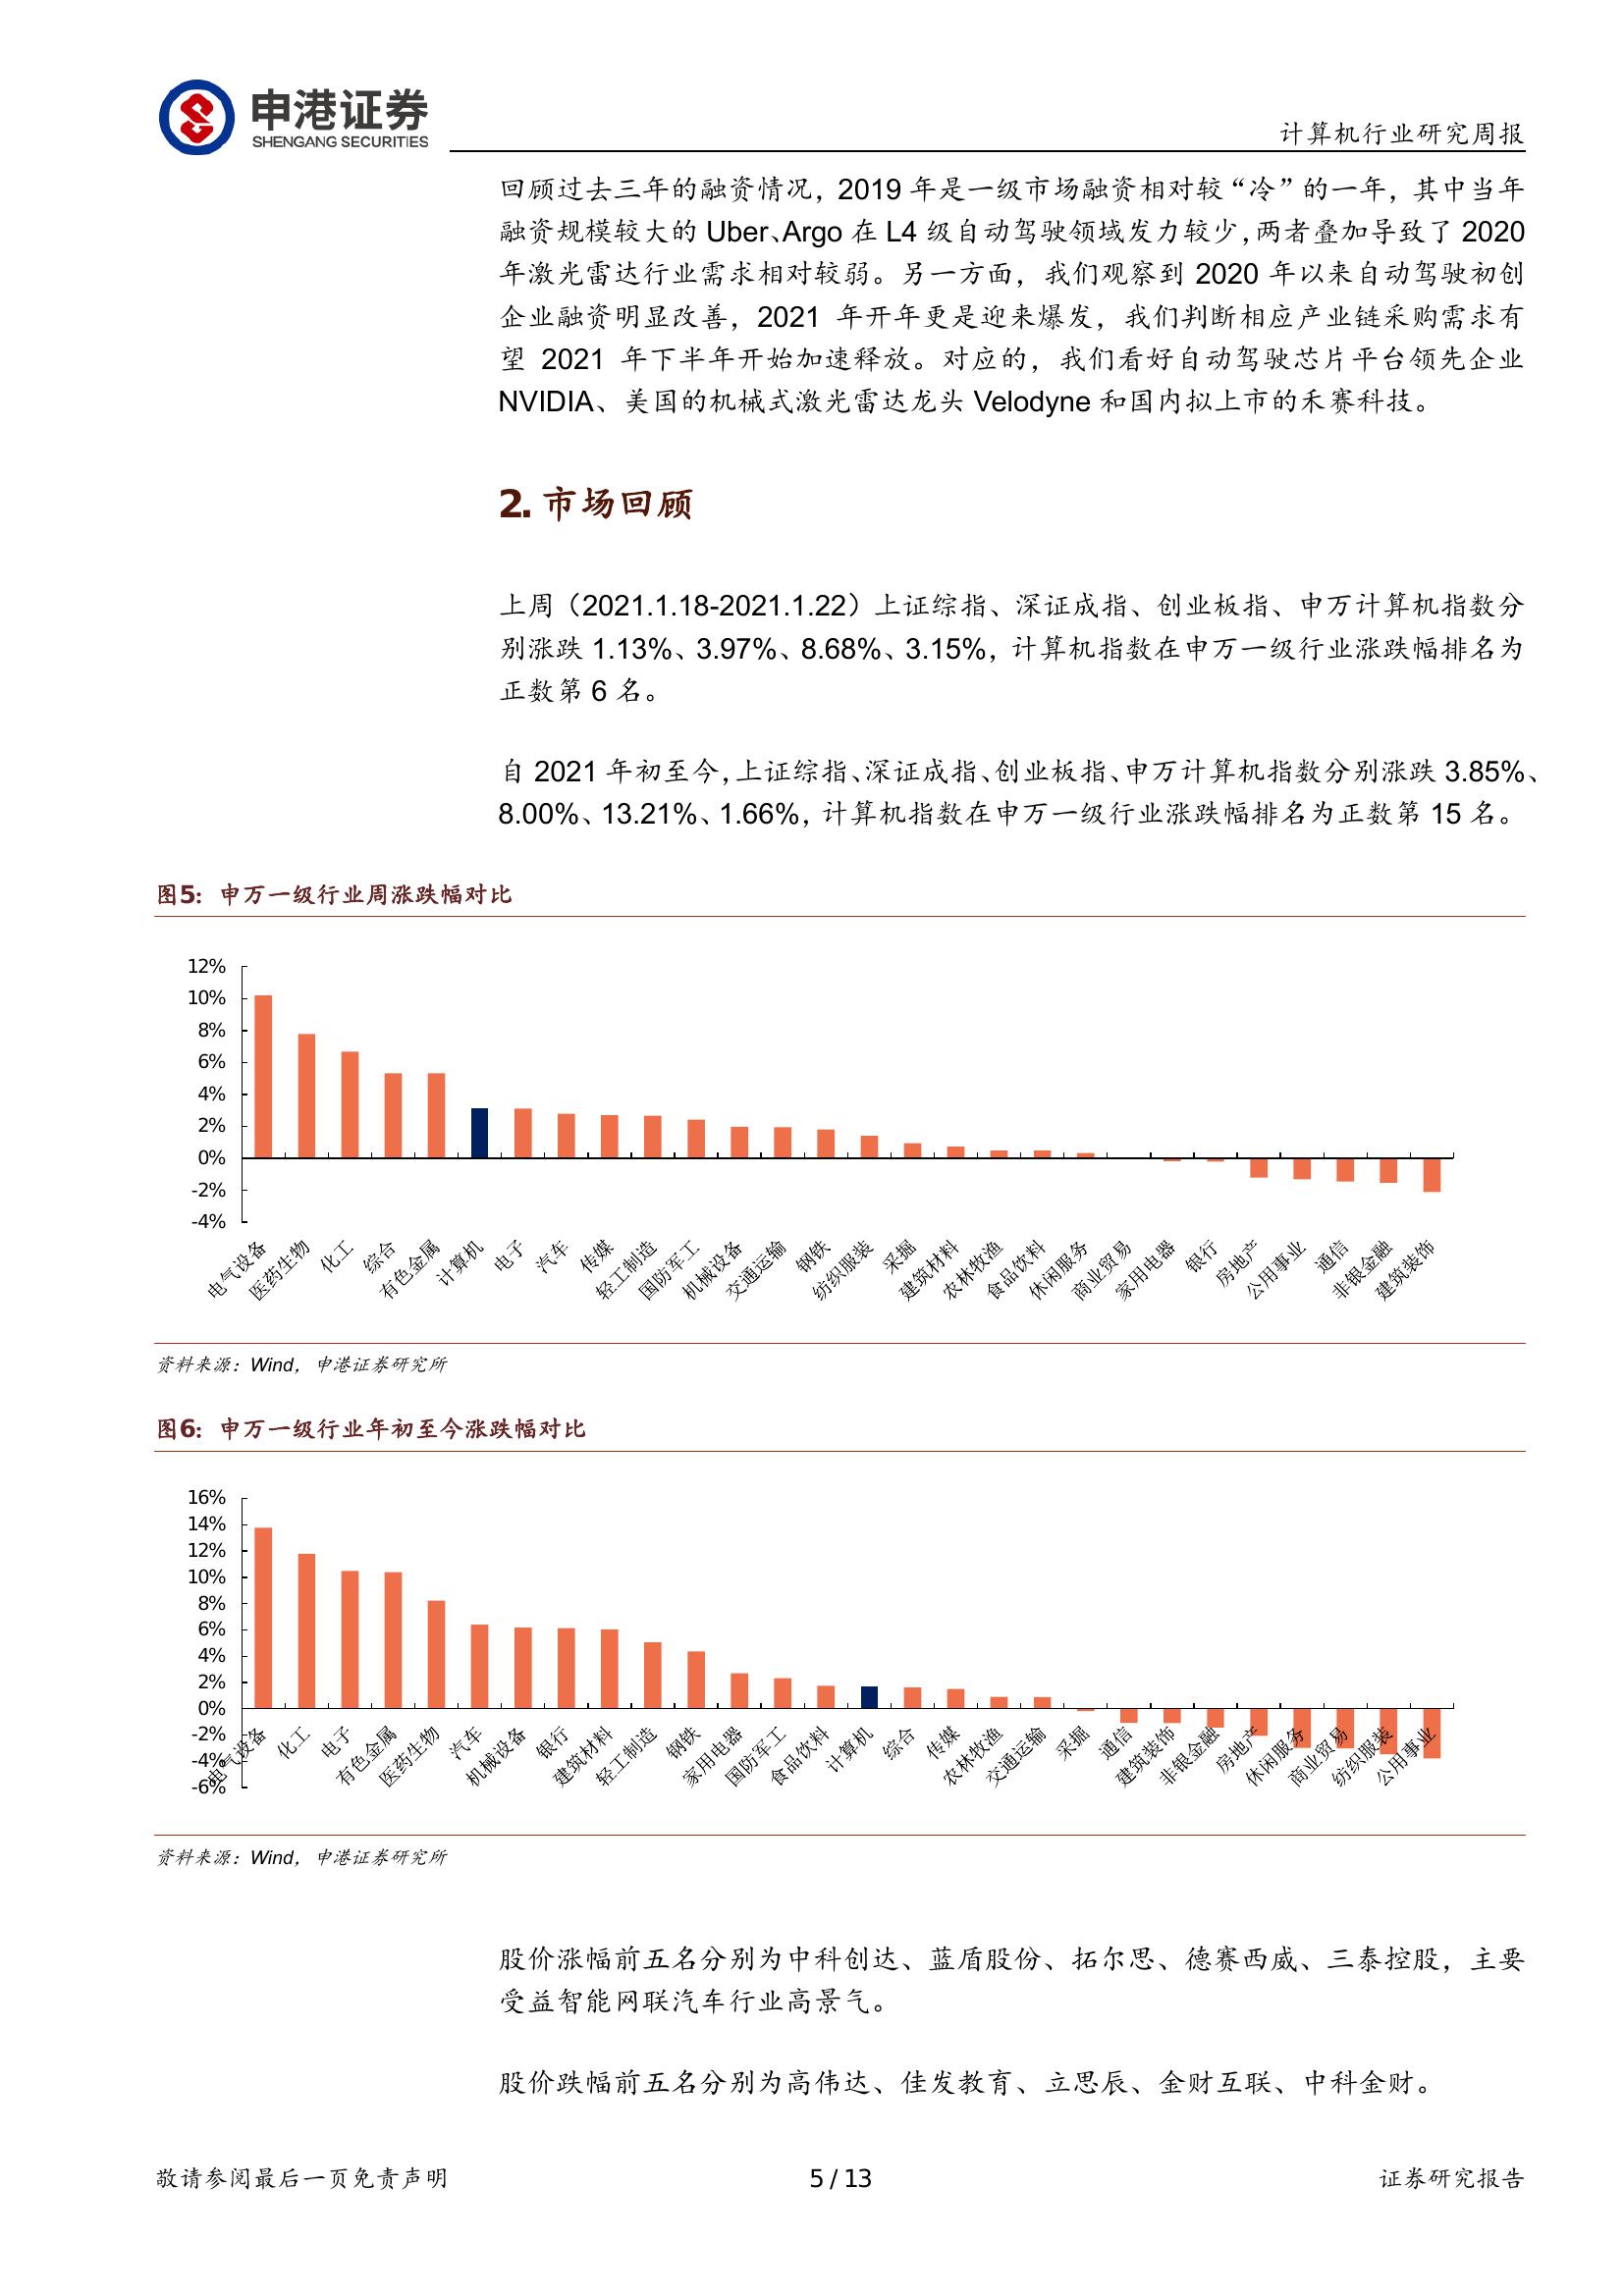 申港证券
SHENGANG SECURITIES
计算机行业研究周报
回顾过去三年的融资情况，2019 年是一级市场融资相对较“冷”的一年，其中当年
融资规模较大的 Uber、Argo 在 L4 级自动驾驶领域发力较少，两者叠加导致了 2020
年激光雷达行业需求相对较弱。另一方面，我们观察到 2020 年以来自动驾驶初创
企业融资明显改善，2021 年开年更是迎来爆发，我们判断相应产业链采购需求有
望 2021 年下半年开始加速释放。对应的，我们看好自动驾驶芯片平台领先企业
NVIDIA、美国的机械式激光雷达龙头 Velodyne 和国内拟上市的禾赛科技。
2. 市场回顾
上周（2021.1.18-2021.1.22）上证综指、深证成指、创业板指、申万计算机指数分
别涨跌 1.13%、3.97%、8.68%、3.15%，计算机指数在申万一级行业涨跌幅排名为
正数第 6 名。
自 2021 年初至今，上证综指、深证成指、创业板指、申万计算机指数分别涨跌 3.85%、
8.00%、13.21%、1.66%，计算机指数在申万一级行业涨跌幅排名为正数第 15 名。
图5：申万一级行业周涨跌幅对比
12%
10%
8%
6%
4%
2%
0%
-2%
-4%
电气设备
医药生物
化工
综合
有色金属
计算机
电子
汽车
传媒
轻工制造
国防军工
机械设备
交通运输
钢铁
纺织服装
采掘
建筑材料
农林牧渔
食品饮料
休闲服务
商业贸易
家用电器
银行
房地产
公用事业
通信
非银金融
建筑装饰
资料来源：Wind，申港证券研究所
图6：申万一级行业年初至今涨跌幅对比
16%
14%
12%
10%
8%
6%
4%
2%
0%
-2%
-4%
-6%
电气设备
化工
电子
有色金属
医药生物
汽车
机械设备
银行
建筑材料
轻工制造
钢铁
家用电器
国防军工
食品饮料
计算机
综合
传媒
农林牧渔
交通运输
采掘
通信
建筑装饰
非银金融
房地产
休闲服务
商业贸易
纺织服装
公用事业
资料来源：Wind，申港证券研究所
股价涨幅前五名分别为中科创达、蓝盾股份、拓尔思、德赛西威、三泰控股，主要
受益智能网联汽车行业高景气。
股价跌幅前五名分别为高伟达、佳发教育、立思辰、金财互联、中科金财。
敬请参阅最后一页免责声明
5 / 13
证券研究报告